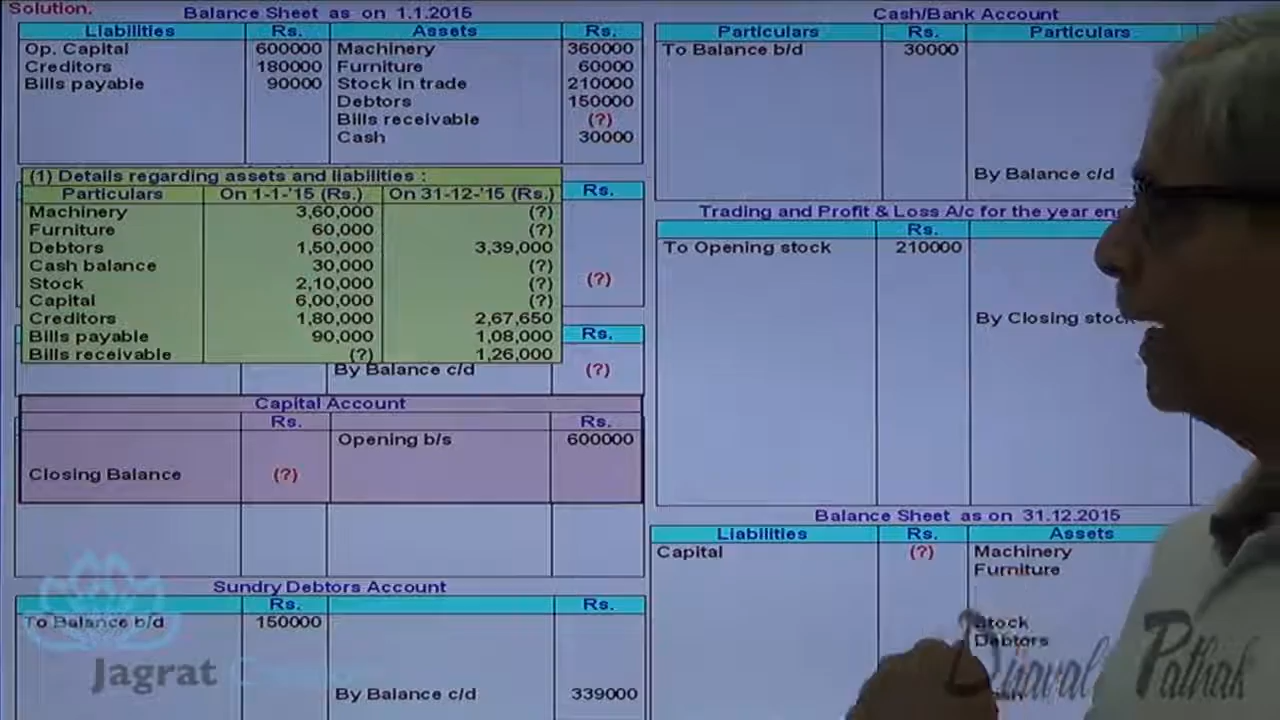 Solution.
Balance Sheet as on 1.1.2015
Liabilities Rs. Assets Rs.
Op. Capital 600000 Machinery 360000
Creditors 180000 Furniture 60000
Bills payable 90000 Stock in trade 210000
Debtors 150000
Bills receivable (?)
Cash 30000
(1) Details regarding assets and liabilities :
Particulars On 1-1-'15 (Rs.) On 31-12-'15 (Rs.)
Machinery 3,60,000 (?)
Furniture 60,000 (?)
Debtors 1,50,000 3,39,000
Cash balance 30,000 (?)
Stock 2,10,000 (?)
Capital 6,00,000 (?)
Creditors 1,80,000 2,67,650
Bills payable 90,000 1,08,000
Bills receivable (?) 1,26,000
Rs.
(?)
Rs.
By Balance c/d (?)
Capital Account
Rs. Rs.
Opening b/s 600000
Closing Balance (?)
Sundry Debtors Account
Rs. Rs.
To Balance b/d 150000
By Balance c/d 339000
Jagrat
Cash/Bank Account
Particulars Rs. Particulars
To Balance b/d 30000
By Balance c/d
Trading and Profit & Loss A/c for the year
Rs.
To Opening stock 210000
By Closing stock
Balance Sheet as on 31.12.2015
Liabilities Rs. Assets
Capital (?) Machinery
Furniture
Stock
Debtors
Dhaval Pathak